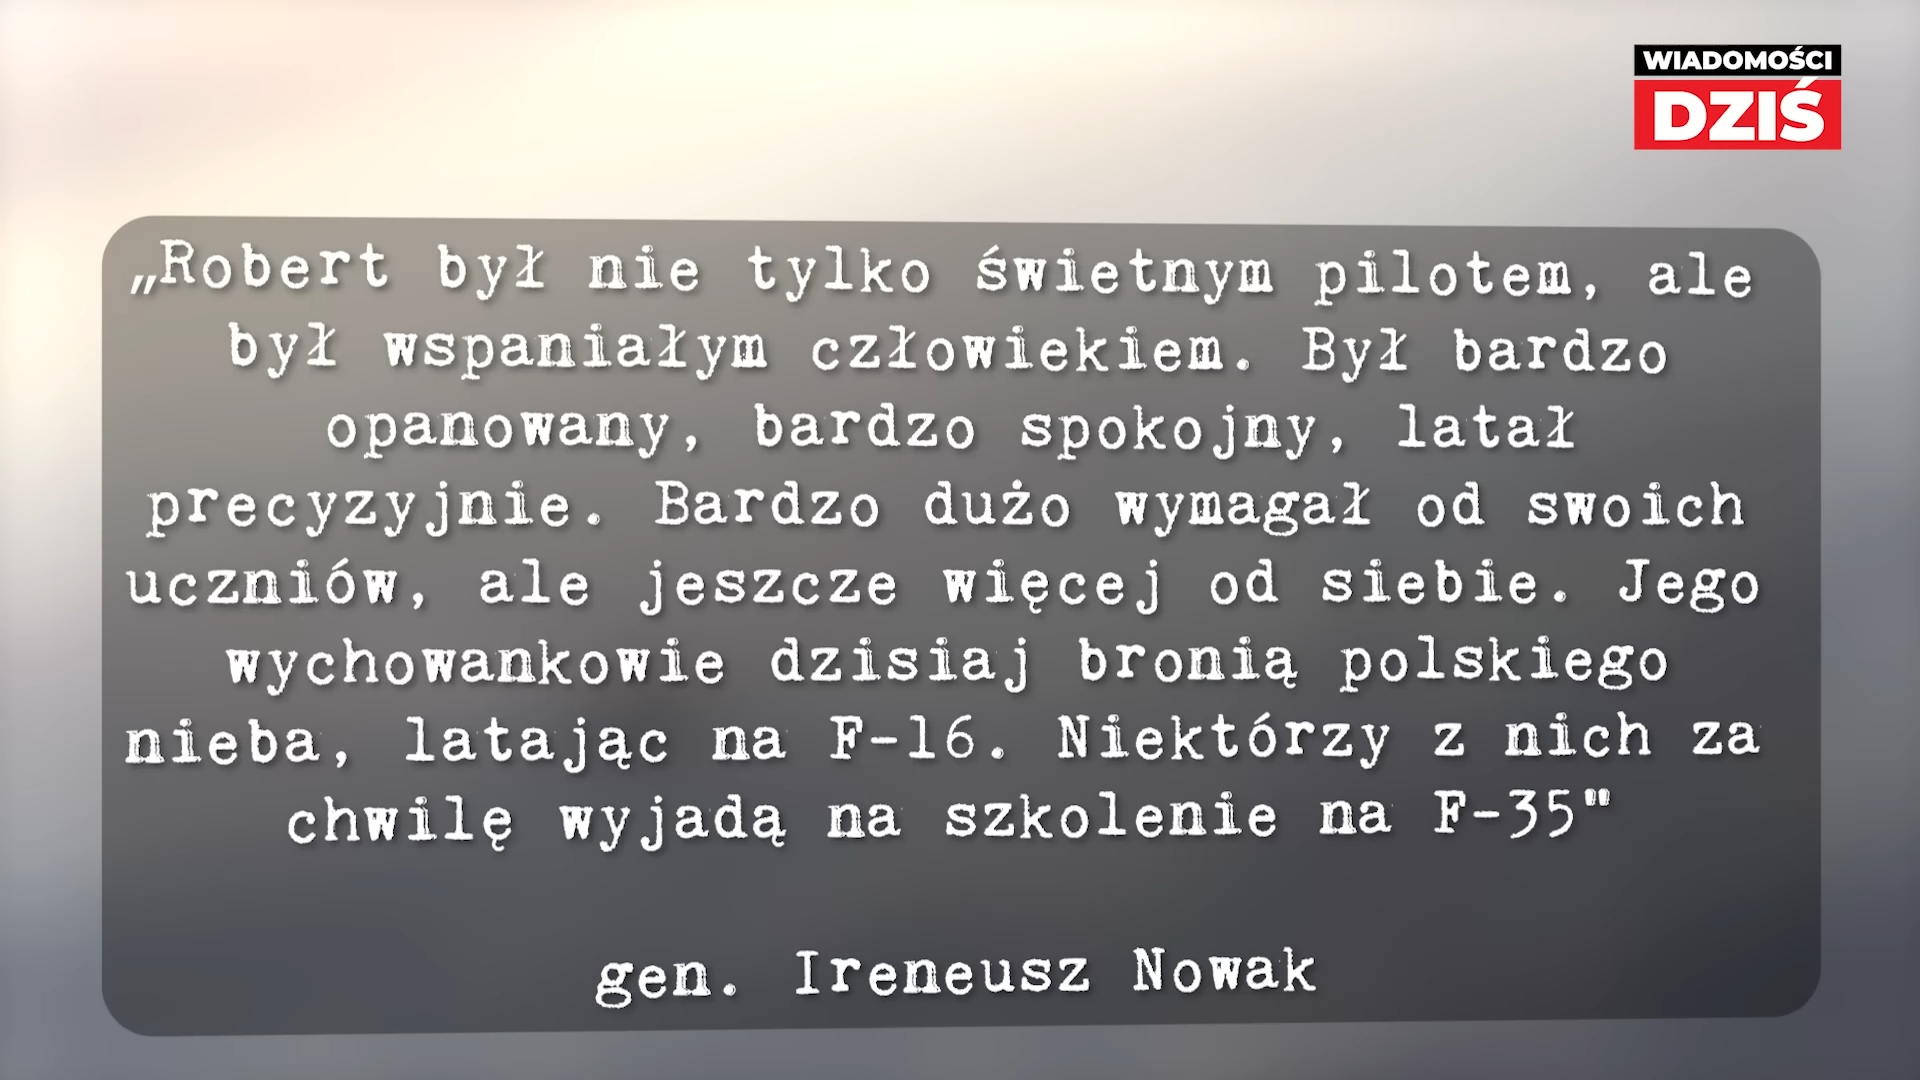 WIADOMOŚCI
DZIŚ
„Robert był nie tylko świetnym pilotem, ale
był wspaniałym człowiekiem. Był bardzo
opanowany, bardzo spokojny, latał
precyzyjnie. Bardzo dużo wymagał od swoich
uczniów, ale jeszcze więcej od siebie. Jego
wychowankowie dzisiaj bronią polskiego
nieba, latając na F-16. Niektórzy z nich za
chwilę wyjadą na szkolenie na F-35"
gen. Ireneusz Nowak